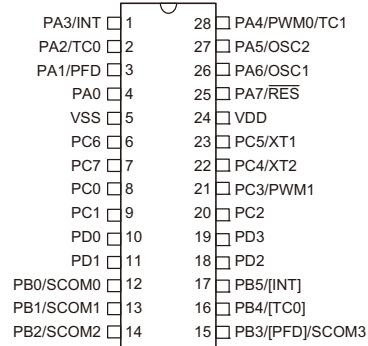 PA3/INT 1 28 PA4/PWM0/TC1
PA2/TC0 2 27 PA5/OSC2
PA1/PFD 3 26 PA6/OSC1
PA0 4 25 PA7/RES
VSS 5 24 VDD
PC6 6 23 PC5/XT1
PC7 7 22 PC4/XT2
PC0 8 21 PC3/PWM1
PC1 9 20 PC2
PD0 10 19 PD3
PD1 11 18 PD2
PB0/SCOM0 12 17 PB5/[INT]
PB1/SCOM1 13 16 PB4/[TC0]
PB2/SCOM2 14 15 PB3/[PFD]/SCOM3